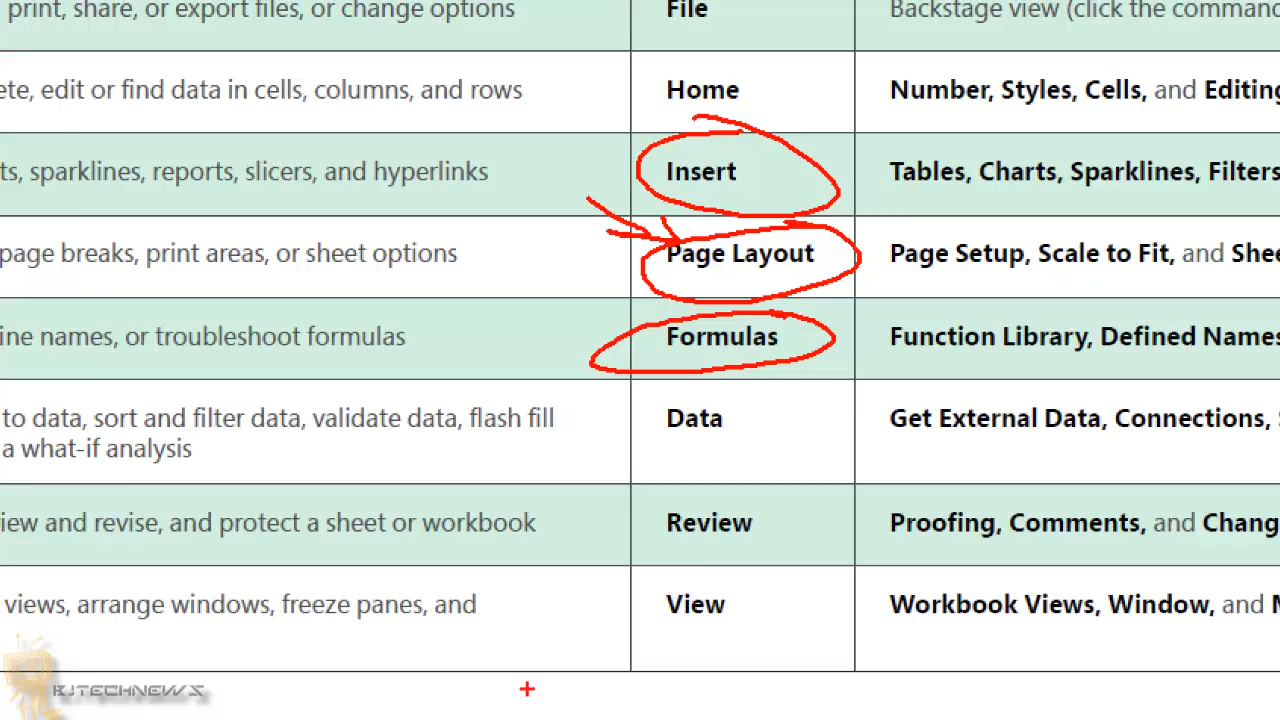 print, share, or export files, or change options File Backstage view (click the command
ete, edit or find data in cells, columns, and rows Home Number, Styles, Cells, and Editing
ts, sparklines, reports, slicers, and hyperlinks Insert Tables, Charts, Sparklines, Filters
page breaks, print areas, or sheet options Page Layout Page Setup, Scale to Fit, and Shee
ine names, or troubleshoot formulas Formulas Function Library, Defined Names
to data, sort and filter data, validate data, flash fill Data Get External Data, Connections,
a what-if analysis
iew and revise, and protect a sheet or workbook Review Proofing, Comments, and Chang
views, arrange windows, freeze panes, and View Workbook Views, Window, and M
BJTECHNEWS